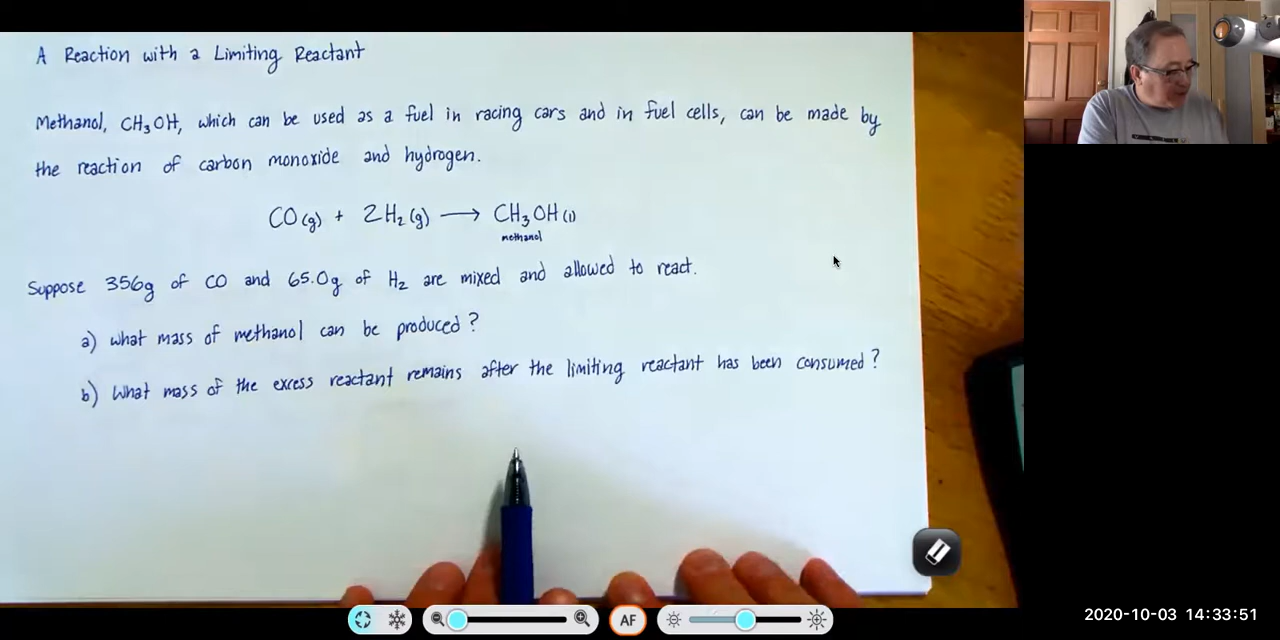 A Reaction with a Limiting Reactant
Methanol, CH₃OH, which can be used as a fuel in racing cars and in fuel cells, can be made by
the reaction of carbon monoxide and hydrogen.
CO(g) + 2H₂(g) ⟶ CH₃OH(l)
methanol
Suppose 356g of CO and 65.0g of H₂ are mixed and allowed to react.
a) what mass of methanol can be produced?
b) What mass of the excess reactant remains after the limiting reactant has been consumed?
AF
2020-10-03 14:33:51